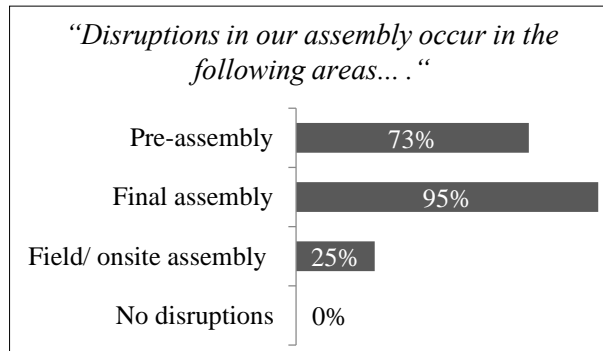 “Disruptions in our assembly occur in the
following areas... .“
Pre-assembly
73%
Final assembly
95%
Field/ onsite assembly
25%
No disruptions
0%